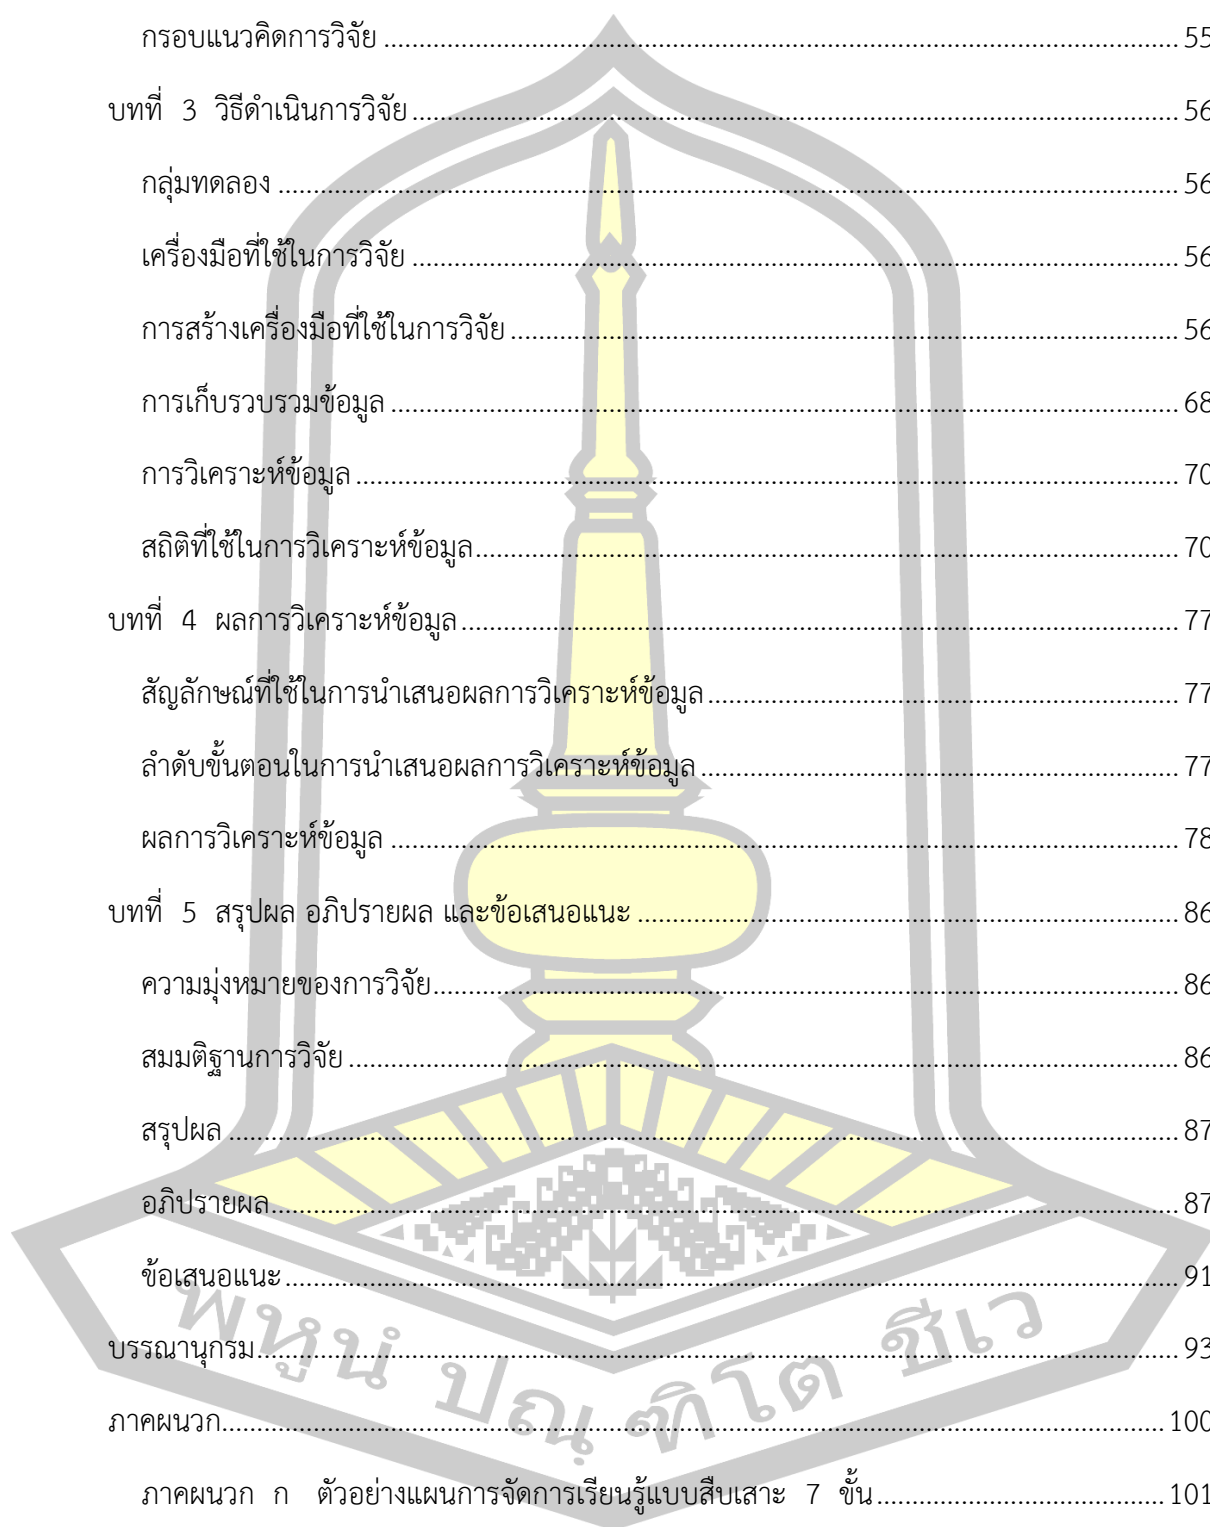 กรอบแนวคิดการวิจัย ........ 55
บทที่ 3 วิธีดำเนินการวิจัย ........ 56
กลุ่มทดลอง ........ 56
เครื่องมือที่ใช้ในการวิจัย ........ 56
การสร้างเครื่องมือที่ใช้ในการวิจัย ........ 56
การเก็บรวบรวมข้อมูล ........ 68
การวิเคราะห์ข้อมูล ........ 70
สถิติที่ใช้ในการวิเคราะห์ข้อมูล ........ 70
บทที่ 4 ผลการวิเคราะห์ข้อมูล ........ 77
สัญลักษณ์ที่ใช้ในการนำเสนอผลการวิเคราะห์ข้อมูล ........ 77
ลำดับขั้นตอนในการนำเสนอผลการวิเคราะห์ข้อมูล ........ 77
ผลการวิเคราะห์ข้อมูล ........ 78
บทที่ 5 สรุปผล อภิปรายผล และข้อเสนอแนะ ........ 86
ความมุ่งหมายของการวิจัย ........ 86
สมมติฐานการวิจัย ........ 86
สรุปผล ........ 87
อภิปรายผล ........ 87
ข้อเสนอแนะ ........ 91
บรรณานุกรม ........ 93
ภาคผนวก ........ 100
ภาคผนวก ก ตัวอย่างแผนการจัดการเรียนรู้แบบสืบเสาะ 7 ขั้น ........ 101
พหูนํ ปณฺฑิโต ชีเว